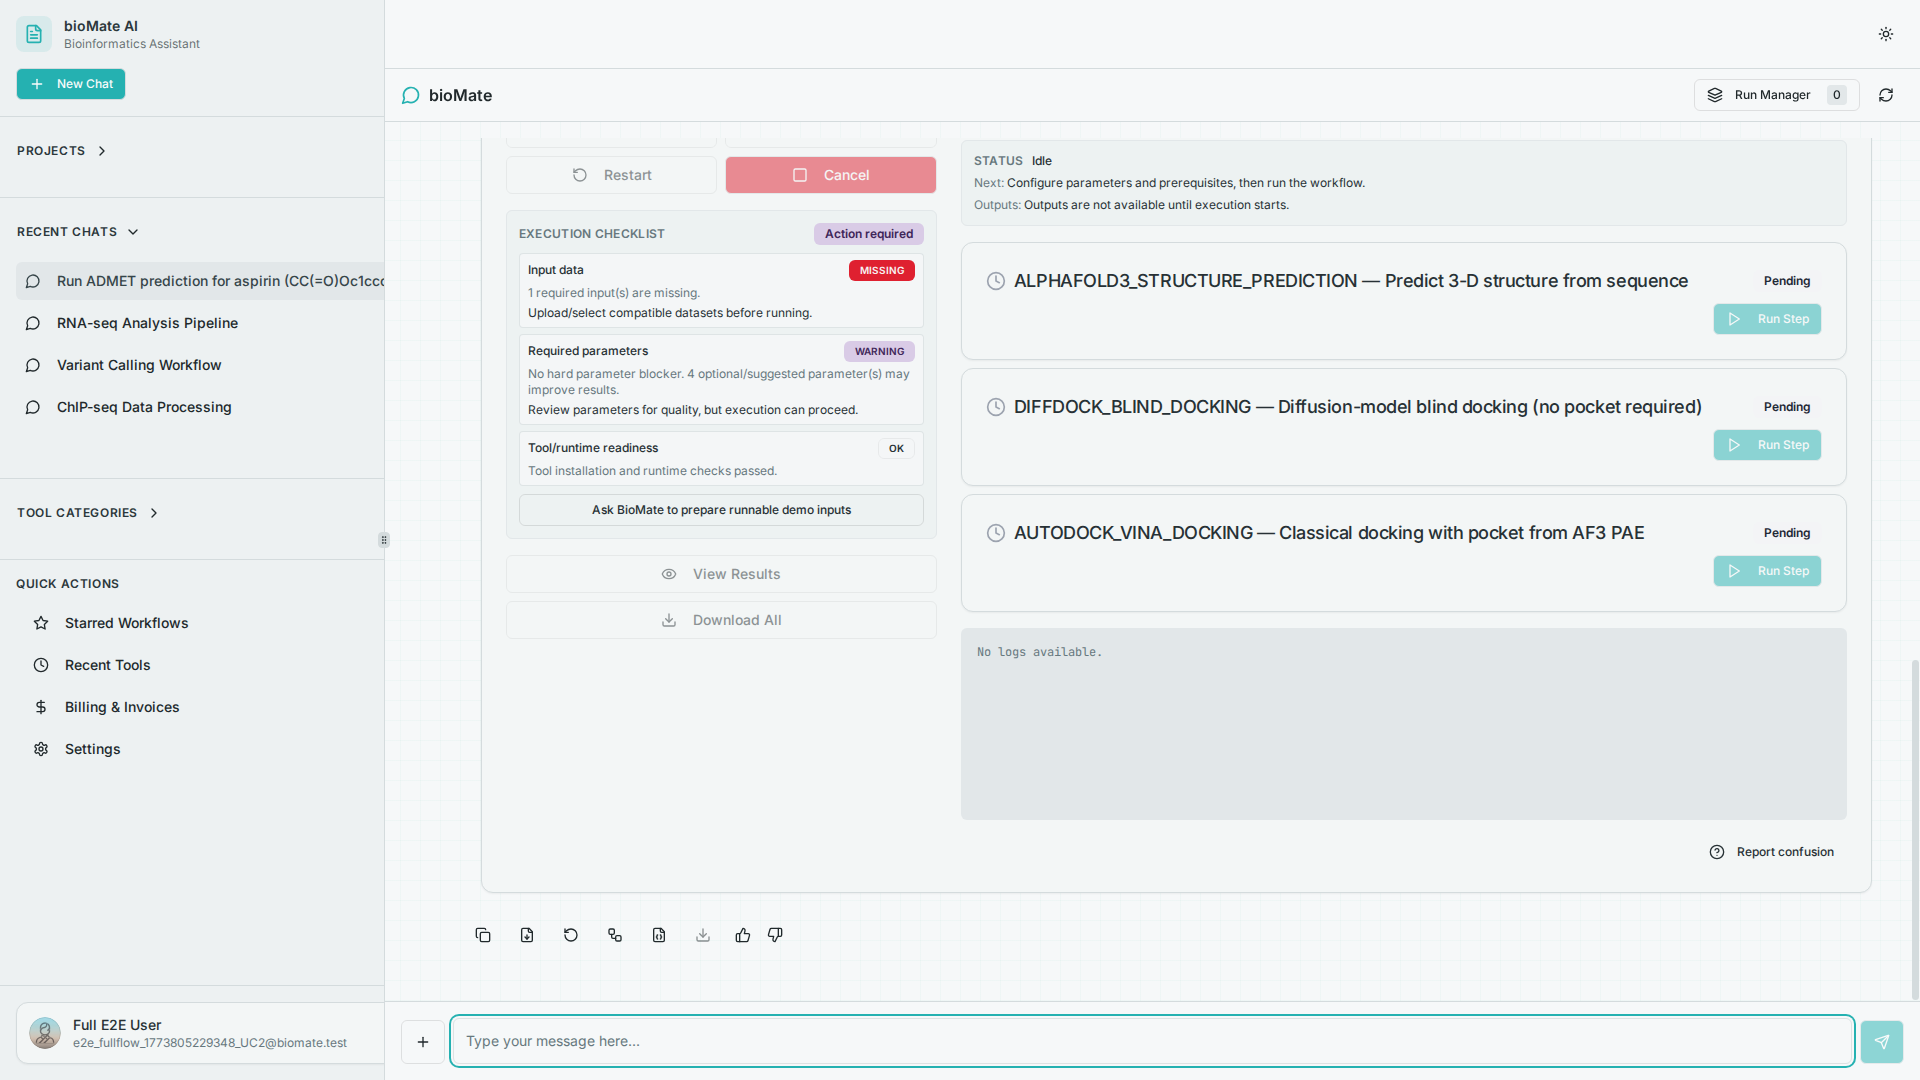 bioMate AI
Bioinformatics Assistant
New Chat
PROJECTS
RECENT CHATS
Run ADMET prediction for aspirin (CC(=O)Oc1ccc
RNA-seq Analysis Pipeline
Variant Calling Workflow
ChIP-seq Data Processing
TOOL CATEGORIES
QUICK ACTIONS
Starred Workflows
Recent Tools
Billing & Invoices
Settings
Full E2E User
e2e_fullflow_1773805229348_UC2@biomate.test
bioMate
Run Manager 0
Restart
Cancel
EXECUTION CHECKLIST
Action required
Input data
MISSING
1 required input(s) are missing.
Upload/select compatible datasets before running.
Required parameters
WARNING
No hard parameter blocker. 4 optional/suggested parameter(s) may
improve results.
Review parameters for quality, but execution can proceed.
Tool/runtime readiness
OK
Tool installation and runtime checks passed.
Ask BioMate to prepare runnable demo inputs
View Results
Download All
STATUS Idle
Next: Configure parameters and prerequisites, then run the workflow.
Outputs: Outputs are not available until execution starts.
ALPHAFOLD3_STRUCTURE_PREDICTION — Predict 3-D structure from sequence
Pending
Run Step
DIFFDOCK_BLIND_DOCKING — Diffusion-model blind docking (no pocket required)
Pending
Run Step
AUTODOCK_VINA_DOCKING — Classical docking with pocket from AF3 PAE
Pending
Run Step
No logs available.
Report confusion
Type your message here...